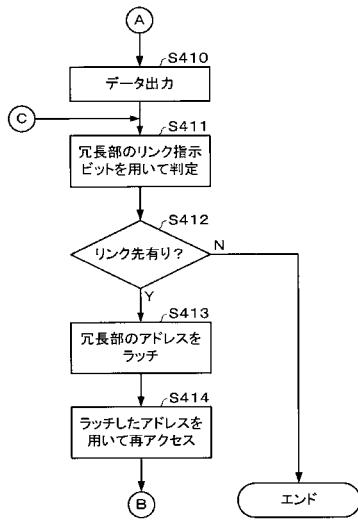 A
S410
データ出力
C
S411
冗長部のリンク指示
ビットを用いて判定
S412
リンク先有り?
N
Y
S413
冗長部のアドレスを
ラッチ
S414
ラッチしたアドレスを
用いて再アクセス
B
エンド